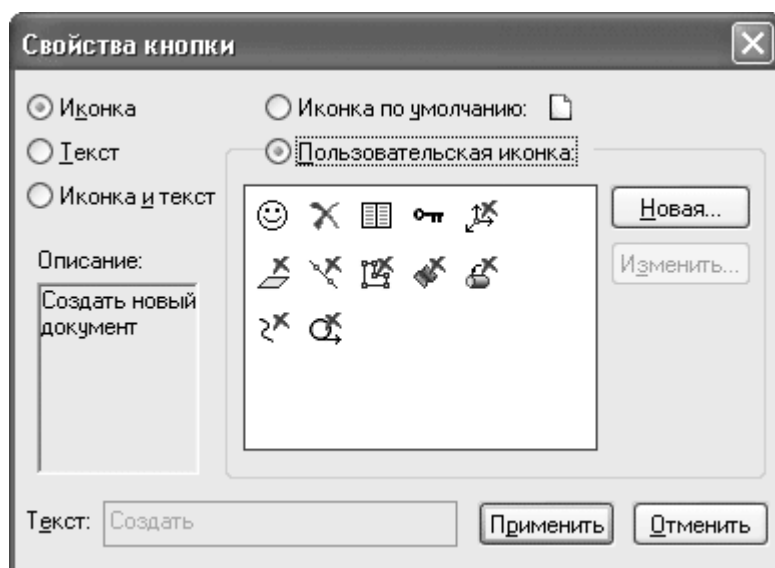 Свойства кнопки
Иконка
Иконка по умолчанию:
Текст
Пользовательская иконка:
Иконка и текст
Новая...
Изменить...
Описание:
Создать новый
документ
Текст:
Создать
Применить
Отменить